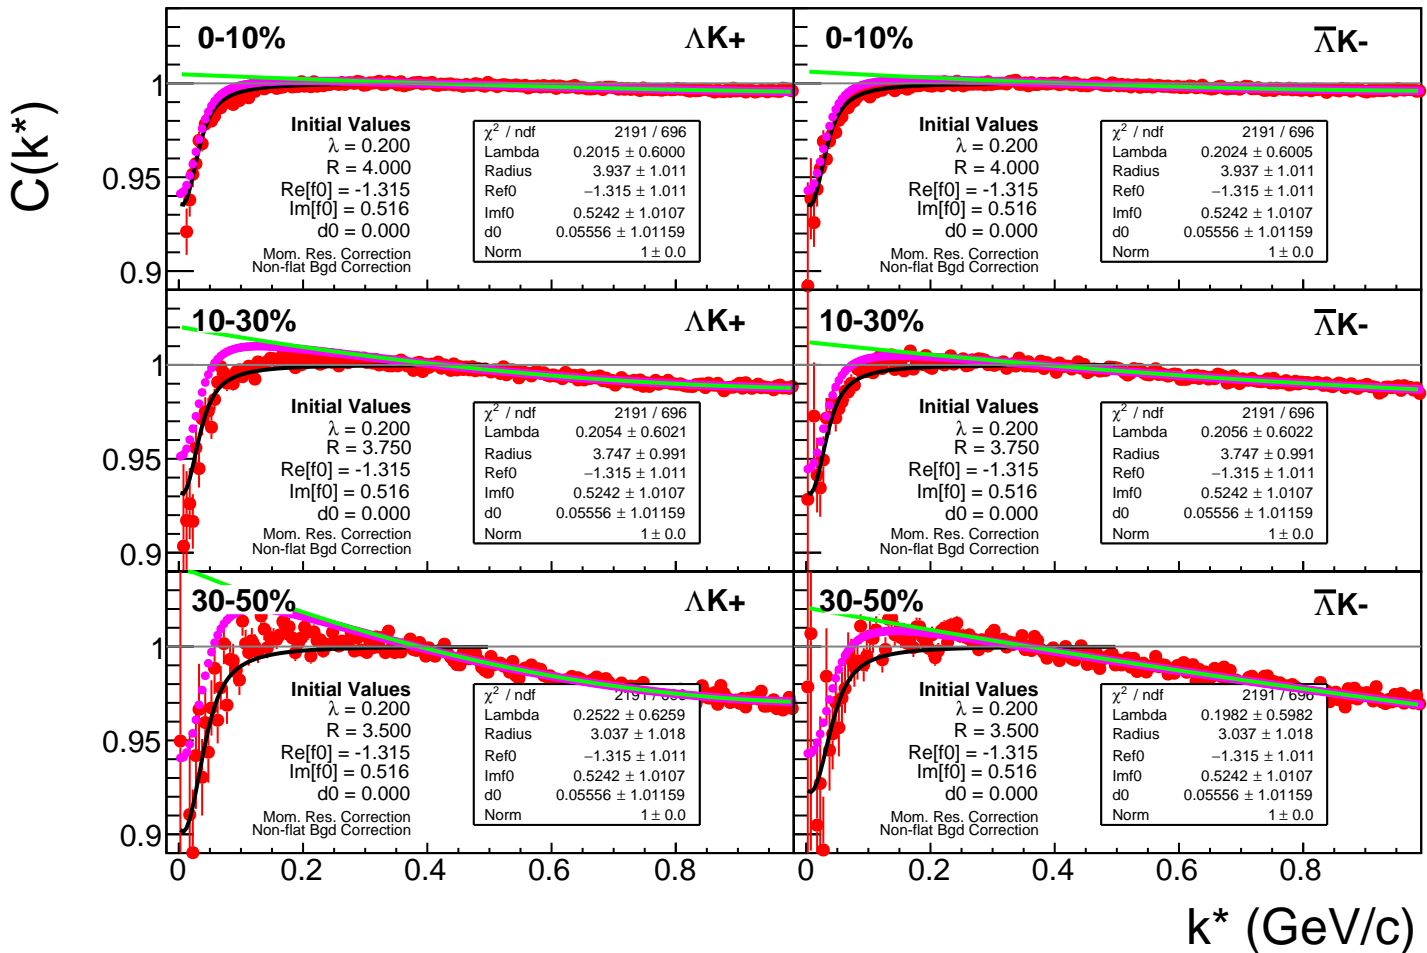 C(k*)
0-10%
ΛK+
1
0.95
0.9
Initial Values
λ = 0.200
R = 4.000
Re[f0] = -1.315
Im[f0] = 0.516
d0 = 0.000
Mom. Res. Correction
Non-flat Bgd Correction
χ² / ndf 2191 / 696
Lambda 0.2015 ± 0.6000
Radius 3.937 ± 1.011
Ref0 −1.315 ± 1.011
Imf0 0.5242 ± 1.0107
d0 0.05556 ± 1.01159
Norm 1 ± 0.0
0-10%
Λ̅K-
Initial Values
λ = 0.200
R = 4.000
Re[f0] = -1.315
Im[f0] = 0.516
d0 = 0.000
Mom. Res. Correction
Non-flat Bgd Correction
χ² / ndf 2191 / 696
Lambda 0.2024 ± 0.6005
Radius 3.937 ± 1.011
Ref0 −1.315 ± 1.011
Imf0 0.5242 ± 1.0107
d0 0.05556 ± 1.01159
Norm 1 ± 0.0
10-30%
ΛK+
1
0.95
0.9
Initial Values
λ = 0.200
R = 3.750
Re[f0] = -1.315
Im[f0] = 0.516
d0 = 0.000
Mom. Res. Correction
Non-flat Bgd Correction
χ² / ndf 2191 / 696
Lambda 0.2054 ± 0.6021
Radius 3.747 ± 0.991
Ref0 −1.315 ± 1.011
Imf0 0.5242 ± 1.0107
d0 0.05556 ± 1.01159
Norm 1 ± 0.0
10-30%
Λ̅K-
Initial Values
λ = 0.200
R = 3.750
Re[f0] = -1.315
Im[f0] = 0.516
d0 = 0.000
Mom. Res. Correction
Non-flat Bgd Correction
χ² / ndf 2191 / 696
Lambda 0.2056 ± 0.6022
Radius 3.747 ± 0.991
Ref0 −1.315 ± 1.011
Imf0 0.5242 ± 1.0107
d0 0.05556 ± 1.01159
Norm 1 ± 0.0
30-50%
ΛK+
1
0.95
0.9
Initial Values
λ = 0.200
R = 3.500
Re[f0] = -1.315
Im[f0] = 0.516
d0 = 0.000
Mom. Res. Correction
Non-flat Bgd Correction
χ² / ndf 2191 / 696
Lambda 0.2522 ± 0.6259
Radius 3.037 ± 1.018
Ref0 −1.315 ± 1.011
Imf0 0.5242 ± 1.0107
d0 0.05556 ± 1.01159
Norm 1 ± 0.0
30-50%
Λ̅K-
Initial Values
λ = 0.200
R = 3.500
Re[f0] = -1.315
Im[f0] = 0.516
d0 = 0.000
Mom. Res. Correction
Non-flat Bgd Correction
χ² / ndf 2191 / 696
Lambda 0.1982 ± 0.5982
Radius 3.037 ± 1.018
Ref0 −1.315 ± 1.011
Imf0 0.5242 ± 1.0107
d0 0.05556 ± 1.01159
Norm 1 ± 0.0
0 0.2 0.4 0.6 0.8 0 0.2 0.4 0.6 0.8
k* (GeV/c)